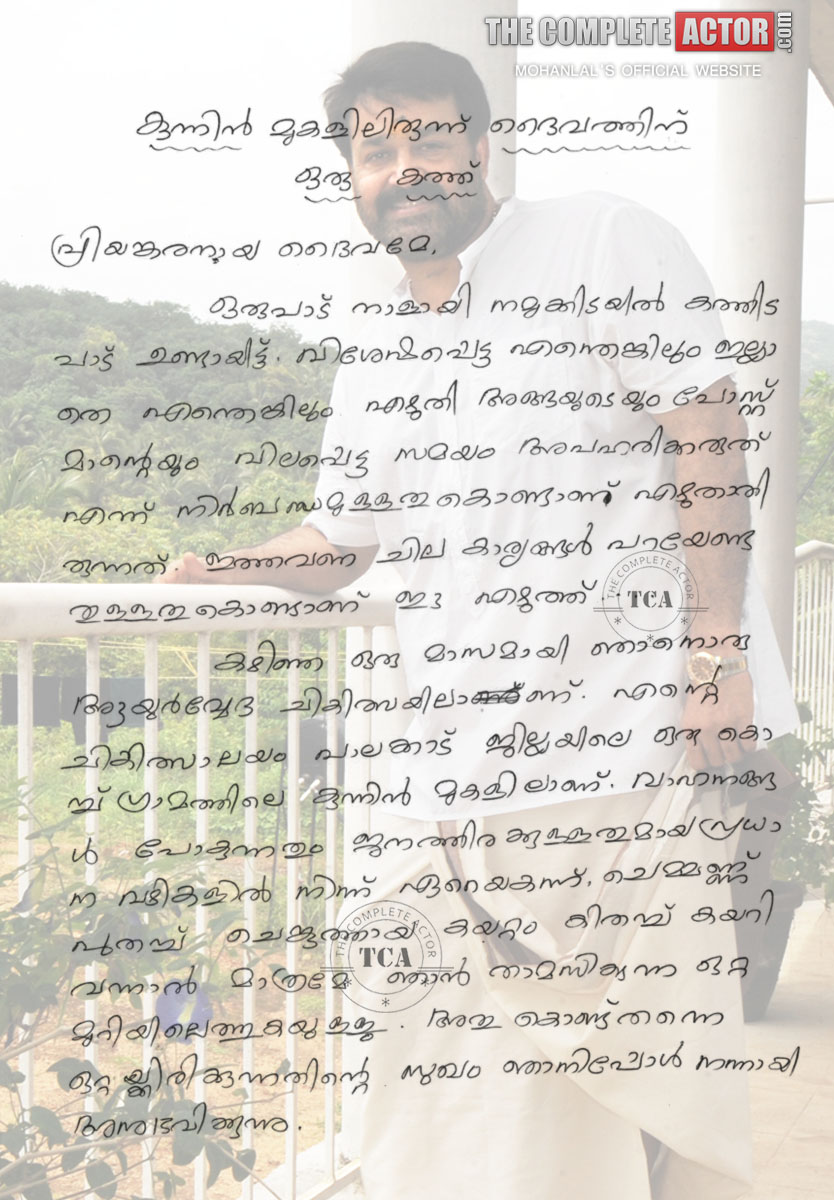 THE COMPLETE ACTOR.com
MOHANLAL'S OFFICIAL WEBSITE
കുന്നിൻ മുകളിലിരുന്ന് ദൈവത്തിന്
ഒരു കത്ത്
പ്രിയങ്കരനായ ദൈവമേ,
ഒരുപാട് നാളായി നമുക്കിടയിൽ കത്തിട
പാട് ഉണ്ടായിട്ട്. വിശേഷപ്പെട്ട എന്തെങ്കിലും ഇല്ലാ
തെ എന്തെങ്കിലും എഴുതി അങ്ങയുടെയും പോസ്റ്റ്
മാന്റെയും വിലപ്പെട്ട സമയം അപഹരിക്കരുത്
എന്ന് നിർബന്ധമുള്ളതുകൊണ്ടാണ് എഴുതാതി
രുന്നത്. ഇത്തവണ ചില കാര്യങ്ങൾ പറയേണ്ട
തുള്ളതുകൊണ്ടാണ് ഈ എഴുത്ത്...
THE COMPLETE ACTOR
TCA
കഴിഞ്ഞ ഒരു മാസമായി ഞാനൊരു
ആയുർവ്വേദ ചികിത്സയിലാണ്. എന്റെ
ചികിത്സാലയം പാലക്കാട് ജില്ലയിലെ ഒരു കൊ
ച്ച് ഗ്രാമത്തിലെ കുന്നിൻ മുകളിലാണ്. വാഹനങ്ങ
ൾ പോകുന്നതും ജനത്തിരക്കുള്ളതുമായ പ്രധാ
ന വഴികളിൽ നിന്ന് ഏറെയകന്ന്, ചെമ്മണ്ണ്
പുതച്ച് ചെങ്കുത്തായ കയറ്റം കിതച്ച് കയറി
വന്നാൽ മാത്രമേ ഞാൻ താമസിക്കുന്ന ഒറ്റ
THE COMPLETE ACTOR
TCA
മുറിയിലെത്തുകയുള്ളു. അതു കൊണ്ട് തന്നെ
ഒറ്റയ്ക്കിരിക്കുന്നതിന്റെ സുഖം ഞാനിപ്പോൾ നന്നായി
അനുഭവിക്കുന്നു.